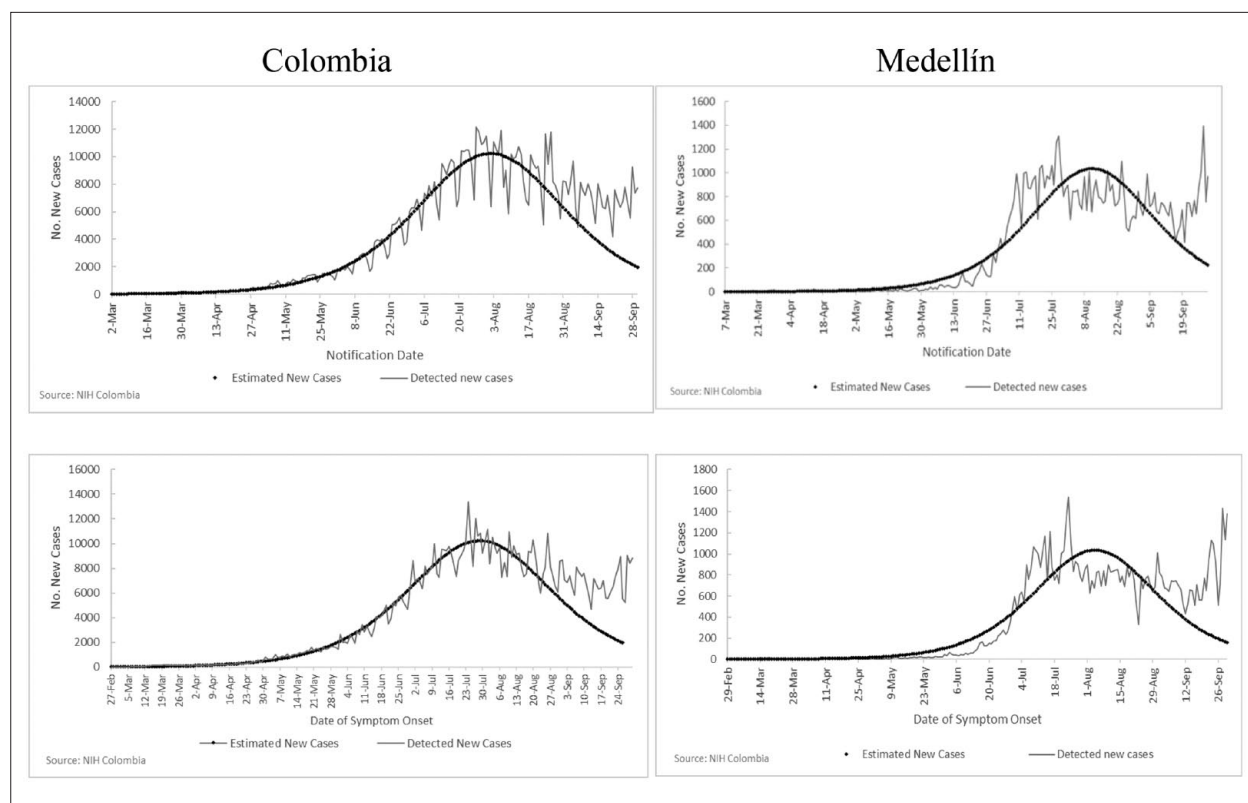 Colombia
Medellín
14000
12000
10000
8000
6000
4000
2000
0
No. New Cases
2-Mar
16-Mar
30-Mar
13-Apr
27-Apr
11-May
25-May
8-Jun
22-Jun
6-Jul
20-Jul
3-Aug
17-Aug
31-Aug
14-Sep
28-Sep
Notification Date
Estimated New Cases
Detected new cases
Source: NIH Colombia
1600
1400
1200
1000
800
600
400
200
0
No. New Cases
7-Mar
21-Mar
4-Apr
18-Apr
2-May
16-May
30-May
13-Jun
27-Jun
11-Jul
25-Jul
8-Aug
22-Aug
5-Sep
19-Sep
Notification Date
Estimated New Cases
Detected new cases
Source: NIH Colombia
16000
14000
12000
10000
8000
6000
4000
2000
0
No. New Cases
27-Feb
5-Mar
12-Mar
19-Mar
26-Mar
2-Apr
9-Apr
16-Apr
23-Apr
30-Apr
7-May
14-May
21-May
28-May
4-Jun
11-Jun
18-Jun
25-Jun
2-Jul
9-Jul
16-Jul
23-Jul
30-Jul
6-Aug
13-Aug
20-Aug
27-Aug
3-Sep
10-Sep
17-Sep
24-Sep
Date of Symptom Onset
Estimated New Cases
Detected New Cases
Source: NIH Colombia
1800
1600
1400
1200
1000
800
600
400
200
0
No. New Cases
29-Feb
14-Mar
28-Mar
11-Apr
25-Apr
9-May
23-May
6-Jun
20-Jun
4-Jul
18-Jul
1-Aug
15-Aug
29-Aug
12-Sep
26-Sep
Date of Symptom Onset
Estimated New Cases
Detected new cases
Source: NIH Colombia